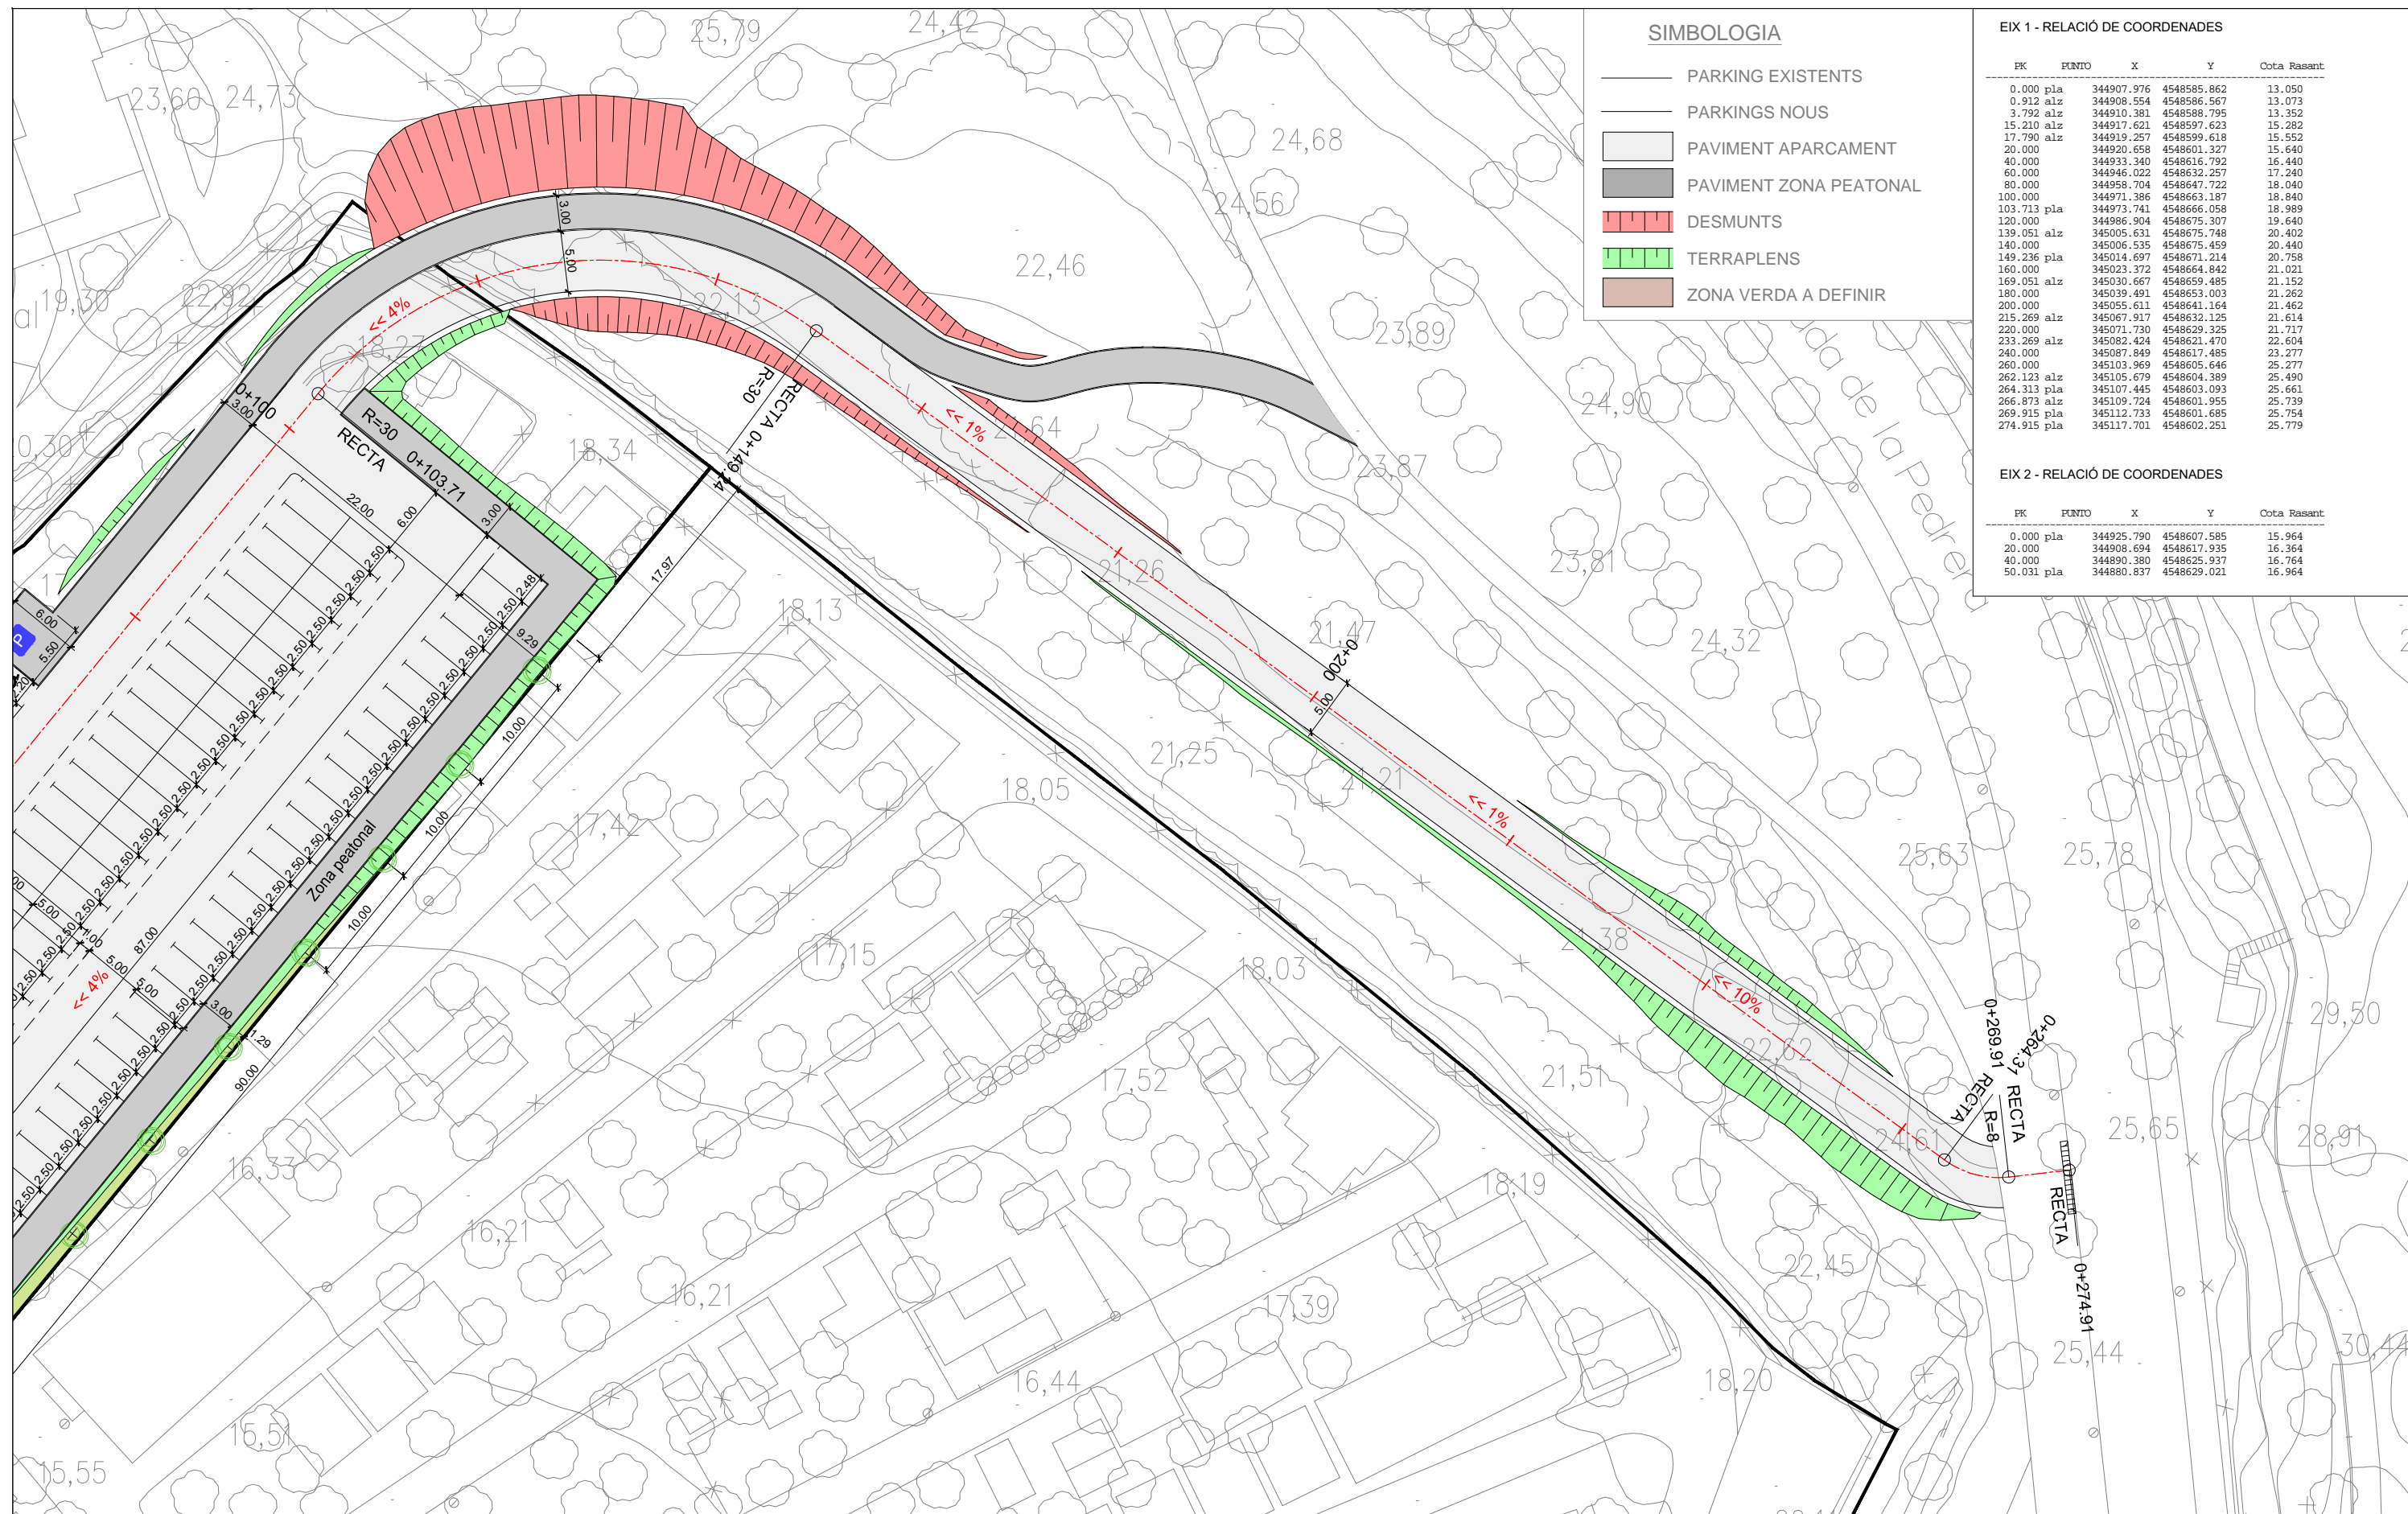 SIMBOLOGIA
PARKING EXISTENTS
PARKINGS NOUS
PAVIMENT APARCAMENT
PAVIMENT ZONA PEATONAL
DESMUNTS
TERRAPLENS
ZONA VERDA A DEFINIR
EIX 1 - RELACIÓ DE COORDENADES
PK PUNTO X Y Cota Rasant
0.000 pla 344907.976 4548585.862 13.050
0.912 alz 344908.554 4548586.567 13.073
3.792 alz 344910.381 4548588.795 13.352
15.210 alz 344917.621 4548597.623 15.282
17.790 alz 344919.257 4548599.618 15.552
20.000 344920.658 4548601.327 15.640
40.000 344933.340 4548616.792 16.440
60.000 344946.022 4548632.257 17.240
80.000 344958.704 4548647.722 18.040
100.000 344971.386 4548663.187 18.840
103.713 pla 344973.741 4548666.058 18.989
120.000 344986.904 4548675.307 19.640
139.051 alz 345005.631 4548675.748 20.402
140.000 345006.535 4548675.459 20.440
149.236 pla 345014.697 4548671.214 20.758
160.000 345023.372 4548664.842 21.021
169.051 alz 345030.667 4548659.485 21.152
180.000 345039.491 4548653.003 21.262
200.000 345055.611 4548641.164 21.462
215.269 alz 345067.917 4548632.125 21.614
220.000 345071.730 4548629.325 21.717
233.269 alz 345082.424 4548621.470 22.604
240.000 345087.849 4548617.485 23.277
260.000 345103.969 4548605.646 25.277
262.123 alz 345105.679 4548604.389 25.490
264.313 pla 345107.445 4548603.093 25.661
266.873 alz 345109.724 4548601.955 25.739
269.915 pla 345112.733 4548601.685 25.754
274.915 pla 345117.701 4548602.251 25.779
EIX 2 - RELACIÓ DE COORDENADES
PK PUNTO X Y Cota Rasant
0.000 pla 344925.790 4548607.585 15.964
20.000 344908.694 4548617.935 16.364
40.000 344890.380 4548625.937 16.764
50.031 pla 344880.837 4548629.021 16.964
25,79
24,42
23,60
24,73
24,68
24,56
22,46
19,30
22,92
22,13
18,27
23,89
24,90
21,64
18,34
23,87
23,81
21,26
18,13
21,47
24,32
21,25
21,21
18,05
17,42
25,63
25,78
21,38
17,15
18,03
29,50
22,62
17,52
21,51
25,65
28,91
24,61
16,33
18,19
16,21
22,45
16,21
17,39
25,44
30,44
16,44
18,20
15,51
15,55
3.00
5.00
<< 4%
0+100
3.00
R=30
RECTA
0+103.71
R=30
RECTA 0+149.24
<< 1%
22.00
6.00
3.00
17.97
9.29
2.48
6.00
5.50
P
0+200
5.00
10.00
10.00
10.00
87.00
Zona peatonal
5.00
5.00
<< 4%
3.00
1.29
90.00
<< 1%
<< 10%
0+269.91
RECTA
R=8
RECTA
RECTA
0+274.91